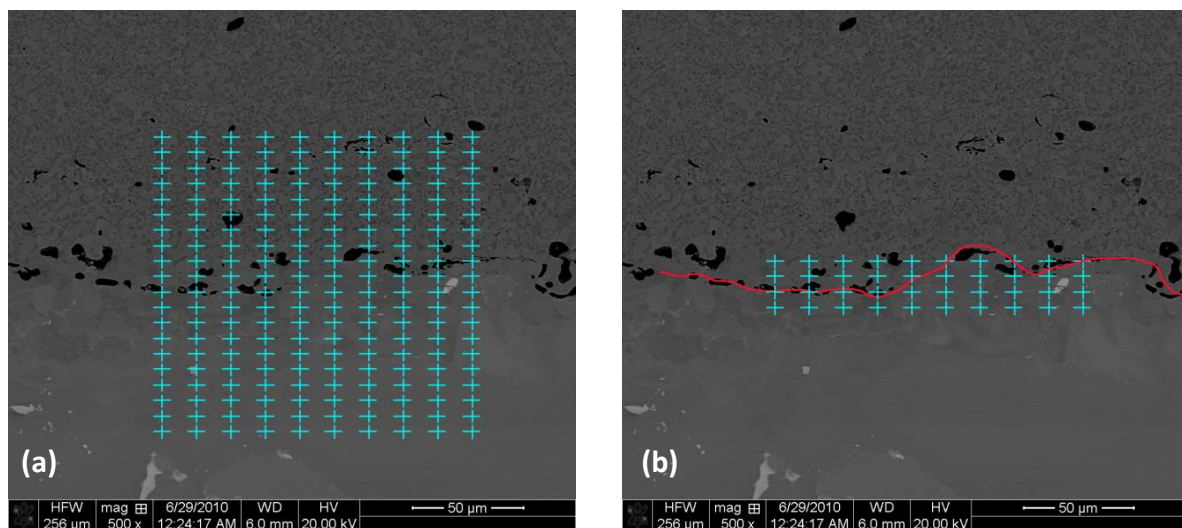 (a)
HFW mag 6/29/2010 WD HV 50 µm
256 µm 500 x 12:24:17 AM 6.0 mm 20.00 kV
(b)
HFW mag 6/29/2010 WD HV 50 µm
256 µm 500 x 12:24:17 AM 6.0 mm 20.00 kV